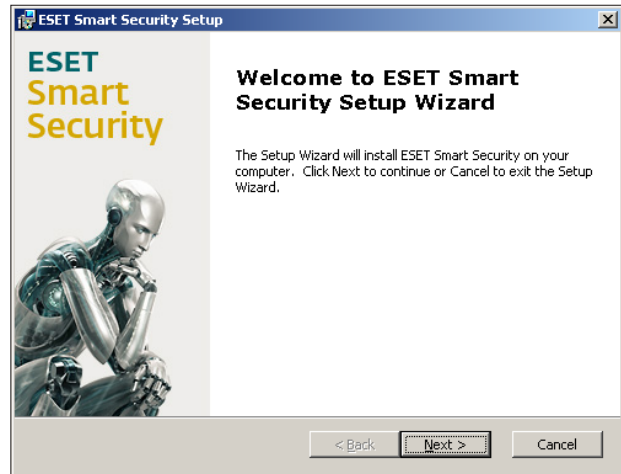 ESET Smart Security Setup
ESET
Smart
Security
Welcome to ESET Smart
Security Setup Wizard
The Setup Wizard will install ESET Smart Security on your
computer. Click Next to continue or Cancel to exit the Setup
Wizard.
< Back
Next >
Cancel